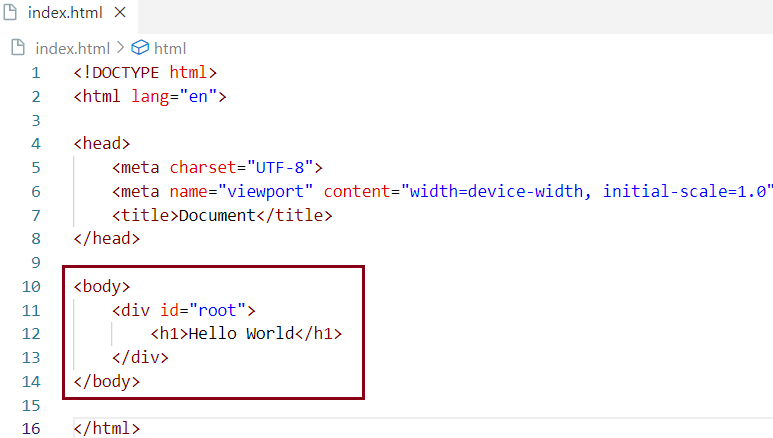 index.html ×
index.html > html
1 <!DOCTYPE html>
2 <html lang="en">
3
4 <head>
5     <meta charset="UTF-8">
6     <meta name="viewport" content="width=device-width, initial-scale=1.0"
7     <title>Document</title>
8 </head>
9
10 <body>
11     <div id="root">
12         <h1>Hello World</h1>
13     </div>
14 </body>
15
16 </html>